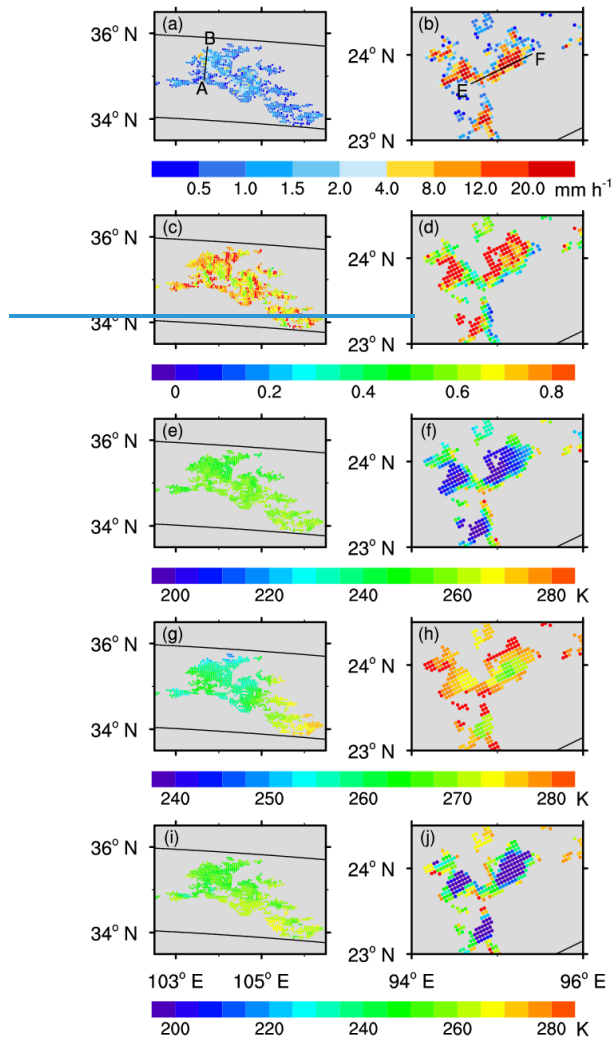 (a) (b)
36° N
B
24° N
F
A
E
34° N
23° N
0.5 1.0 1.5 2.0 4.0 8.0 12.0 20.0 mm h⁻¹
(c) (d)
36° N
24° N
34° N
23° N
0 0.2 0.4 0.6 0.8
(e) (f)
36° N
24° N
34° N
23° N
200 220 240 260 280 K
(g) (h)
36° N
24° N
34° N
23° N
240 250 260 270 280 K
(i) (j)
36° N
24° N
34° N
23° N
103° E 105° E 94° E 96° E
200 220 240 260 280 K